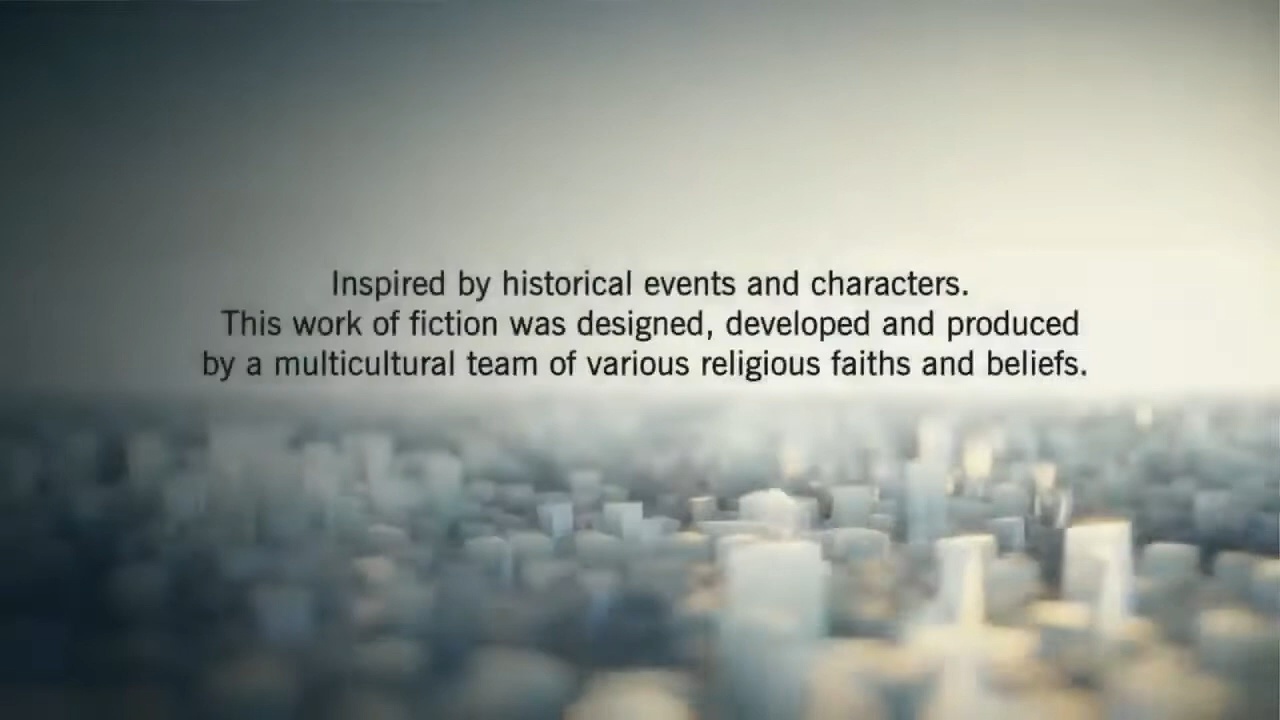 Inspired by historical events and characters.
This work of fiction was designed, developed and produced
by a multicultural team of various religious faiths and beliefs.